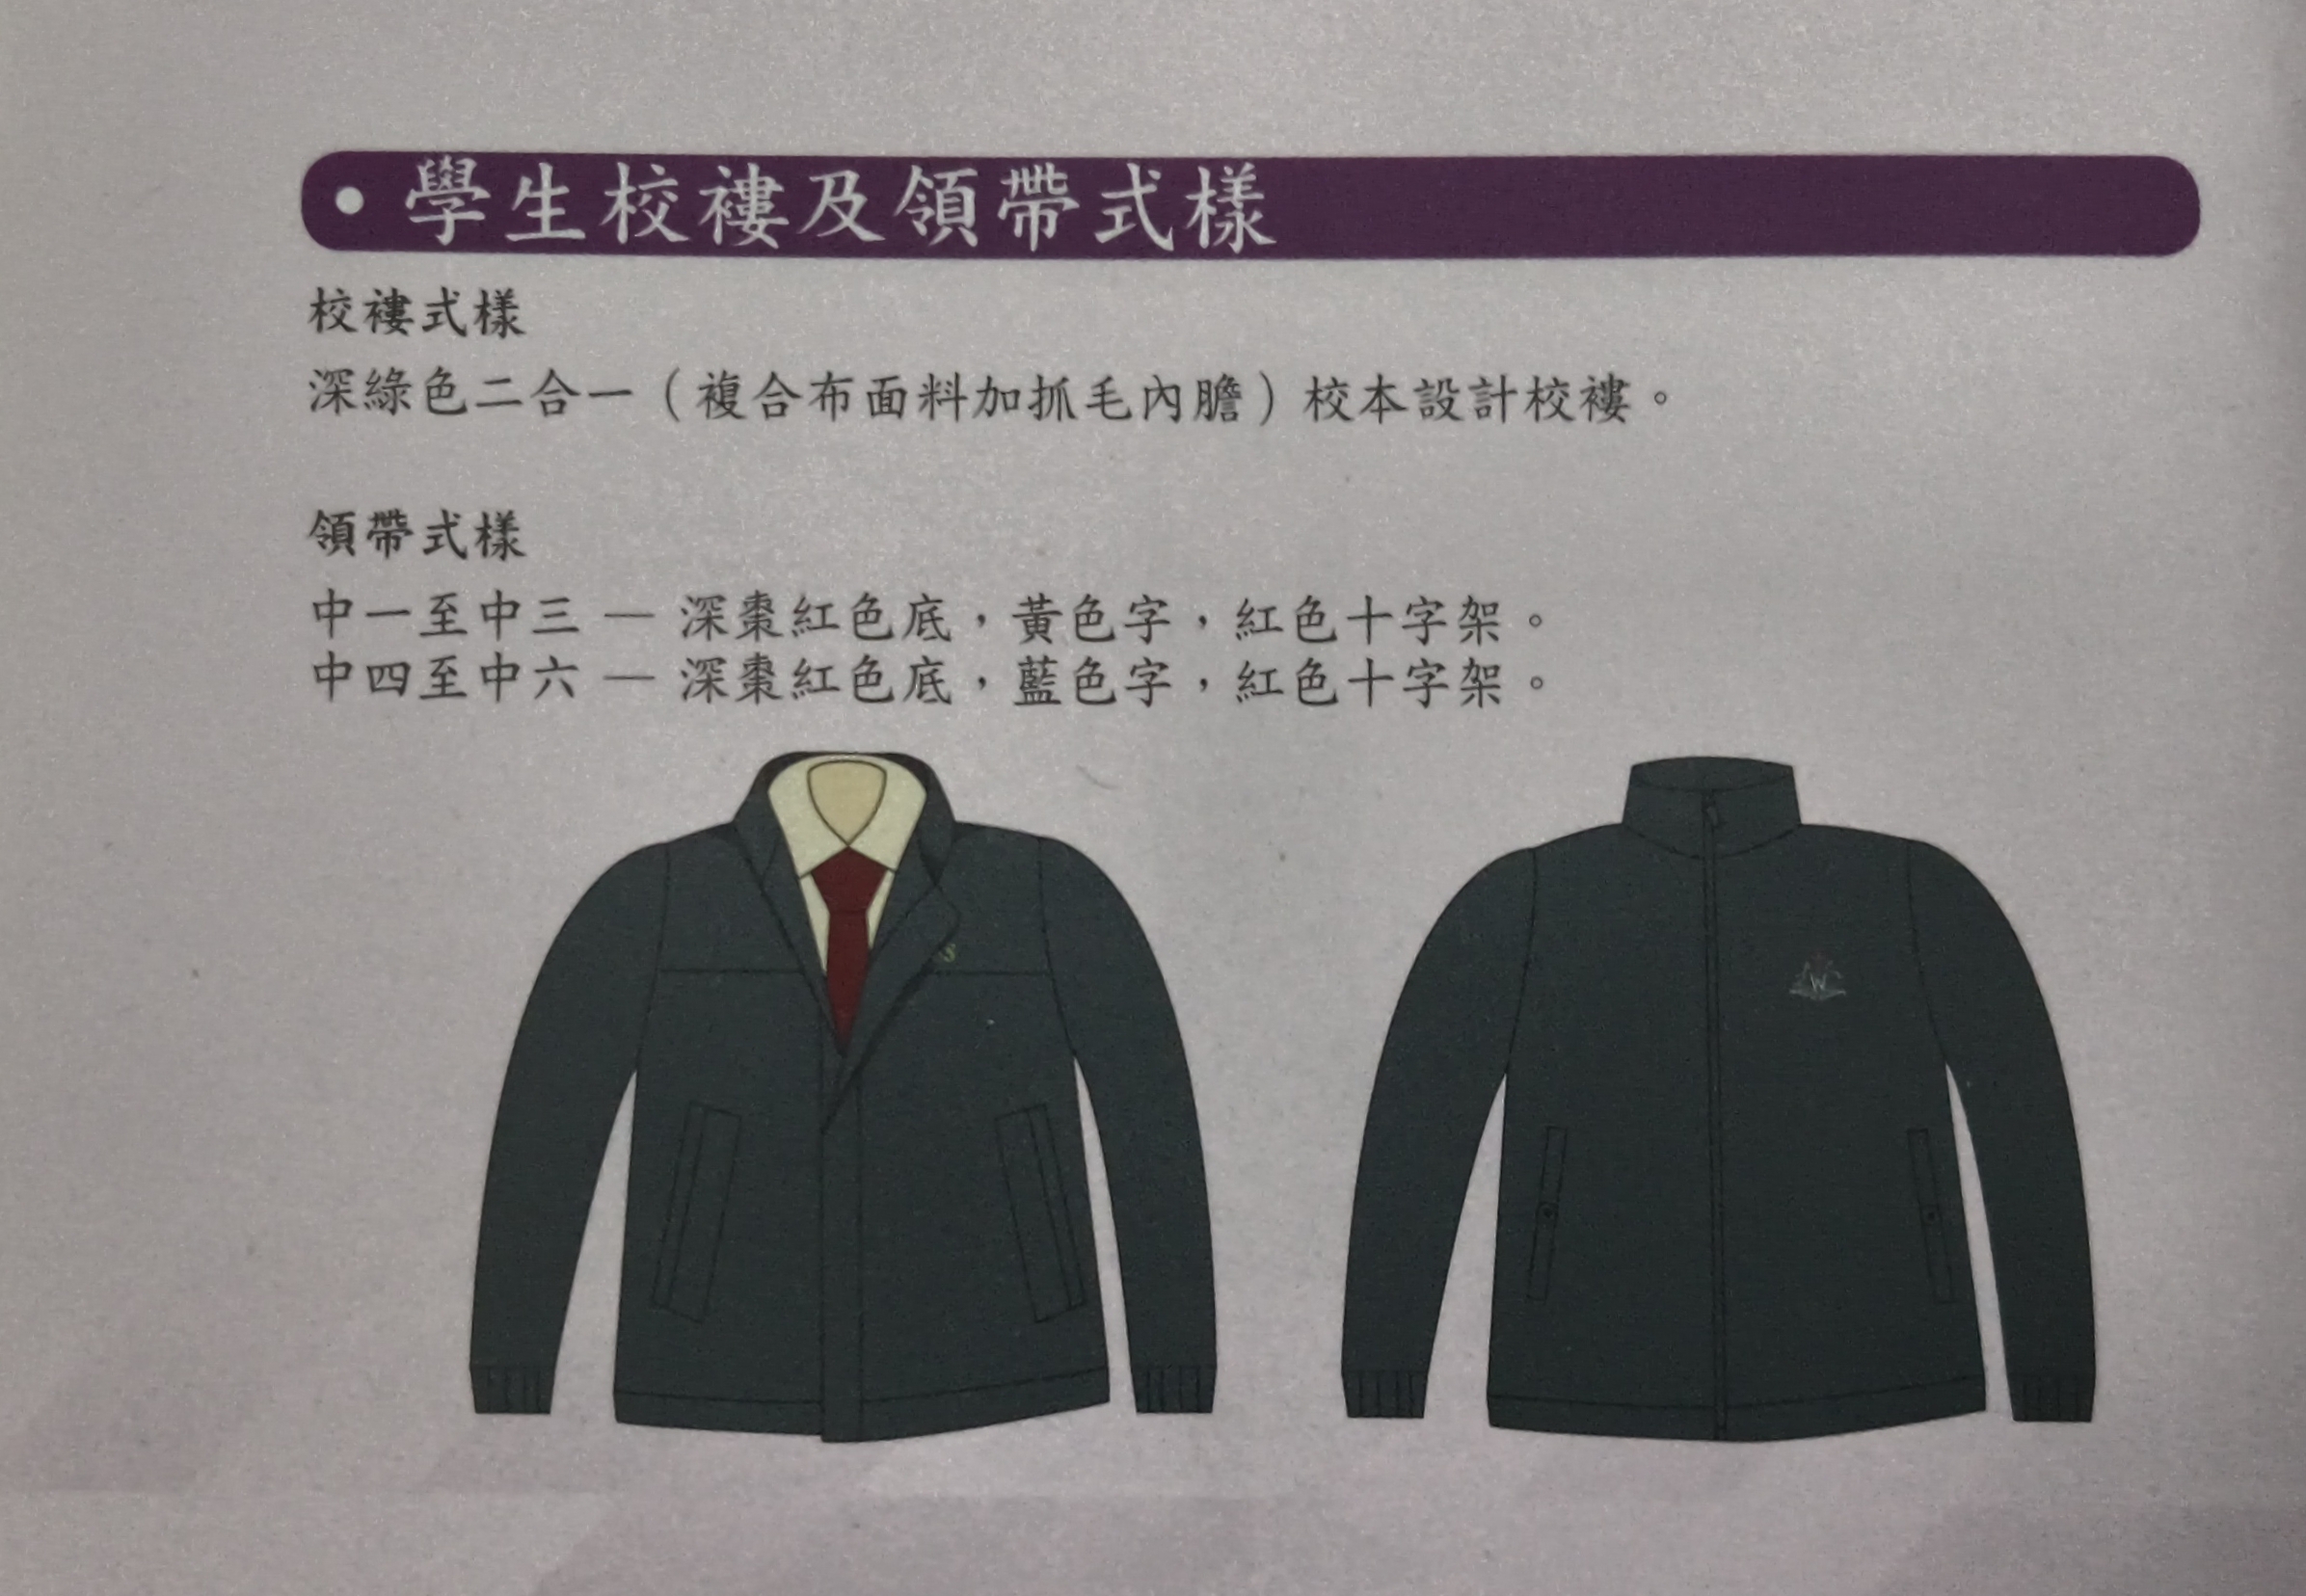 • 學生校褸及領帶式樣
校褸式樣
深綠色二合一（複合布面料加抓毛內膽）校本設計校褸。
領帶式樣
中一至中三 — 深棗紅色底，黃色字，紅色十字架。
中四至中六 — 深棗紅色底，藍色字，紅色十字架。
S
W